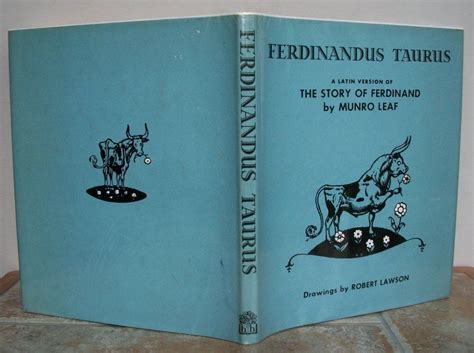 FERDINANDUS TAURUS
FERDINANDUS TAURUS
A LATIN VERSION OF
THE STORY OF FERDINAND
by MUNRO LEAF
Drawings by ROBERT LAWSON